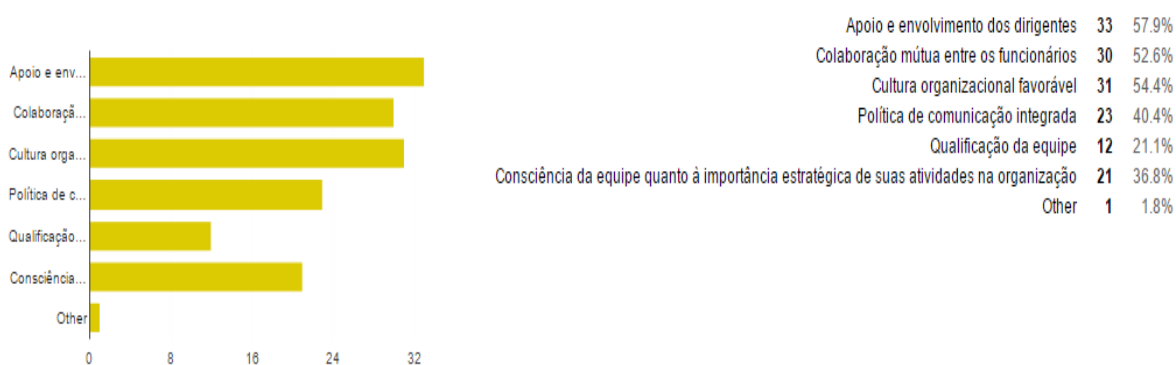 Apoio e env...
Colaboraçã...
Cultura orga...
Política de c...
Qualificação...
Consciência...
Other
0 8 16 24 32
Apoio e envolvimento dos dirigentes 33 57.9%
Colaboração mútua entre os funcionários 30 52.6%
Cultura organizacional favorável 31 54.4%
Política de comunicação integrada 23 40.4%
Qualificação da equipe 12 21.1%
Consciência da equipe quanto à importância estratégica de suas atividades na organização 21 36.8%
Other 1 1.8%